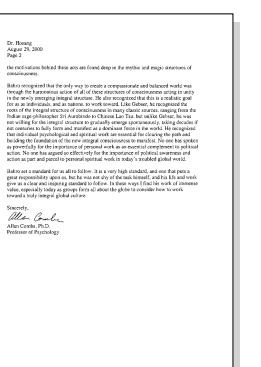 Dr. Honang
August 29, 2000
Page 2
the motivations behind these acts are found deep in the mythic and magic structures of
consciousness.
Bahro recognized that the only way to create a compassionate and balanced world was
through the harmonious action of all of these structures of consciousness acting in unity
in the newly emerging integral structure. He also recognized that this is a realistic goal
for us as individuals, and as nations, to work toward. Like Gebser, he recognized the
roots of the integral structure of consciousness in many classic sources, ranging from the
Indian sage-philosopher Sri Aurobindo to Chinese Lao Tsu. but unlike Gebser, he was
not willing for the integral structure to gradually emerge spontaneously, taking decades if
not centuries to fully form and manifest as a dominant force in the world. He recognized
that individual psychological and spiritual work are essential for clearing the path and
building the foundation of the new integral consciousness to manifest. No one has spoken
as powerfully for the importance of personal work as an essential complement to political
action. No one has argued so effectively for the importance of political awareness and
action as part and parcel to personal spiritual work in today's troubled global world.
Bahro set a standard for us all to follow. It is a very high standard, and one that puts a
great responsibility upon us, but he was not shy of the task himself, and his life and work
give us a clear and inspiring standard to follow. In these ways I find his work of immense
value, especially today as groups form all about the globe to consider how to work
toward a truly integral global culture.
Sincerely,
Allan Combs
Allan Combs, Ph.D.
Professor of Psychology